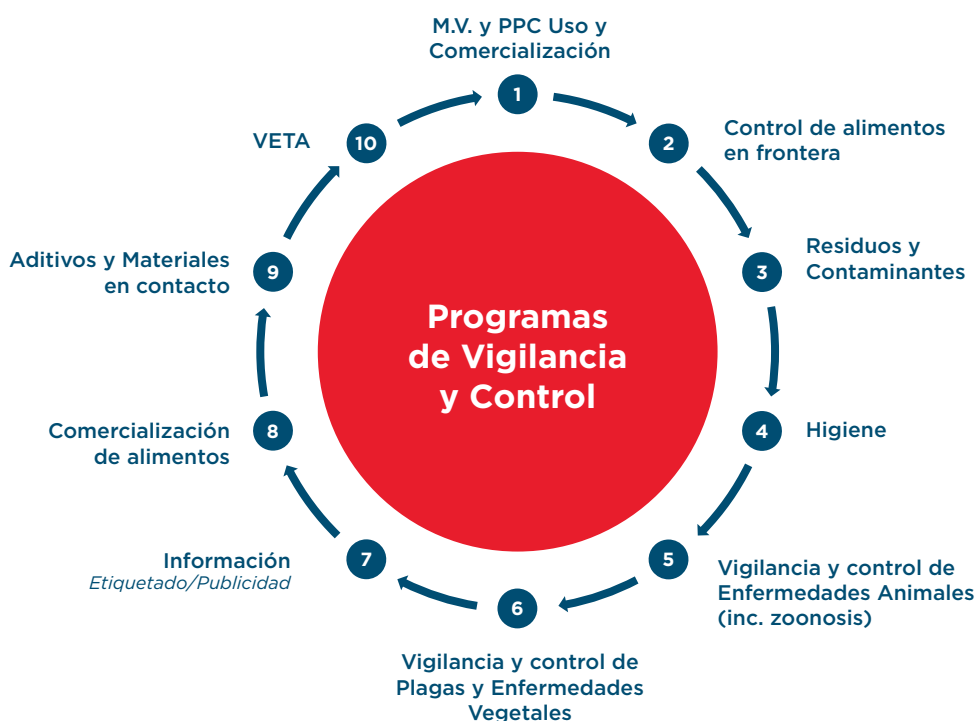 M.V. y PPC Uso y
Comercialización
1
2
Control de alimentos
en frontera
3
Residuos y
Contaminantes
4
Higiene
5
Vigilancia y control de
Enfermedades Animales
(inc. zoonosis)
6
Vigilancia y control de
Plagas y Enfermedades
Vegetales
7
Información
Etiquetado/Publicidad
8
Comercialización
de alimentos
9
Aditivos y Materiales
en contacto
10
VETA
Programas
de Vigilancia
y Control